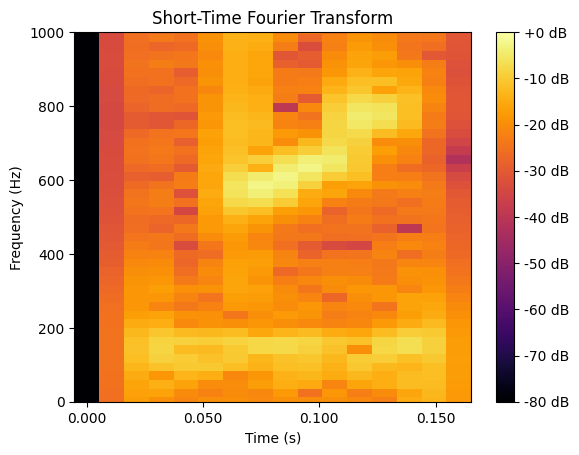 Short-Time Fourier Transform
1000
800
600
400
200
0
Frequency (Hz)
0.000
0.050
0.100
0.150
Time (s)
+0 dB
-10 dB
-20 dB
-30 dB
-40 dB
-50 dB
-60 dB
-70 dB
-80 dB